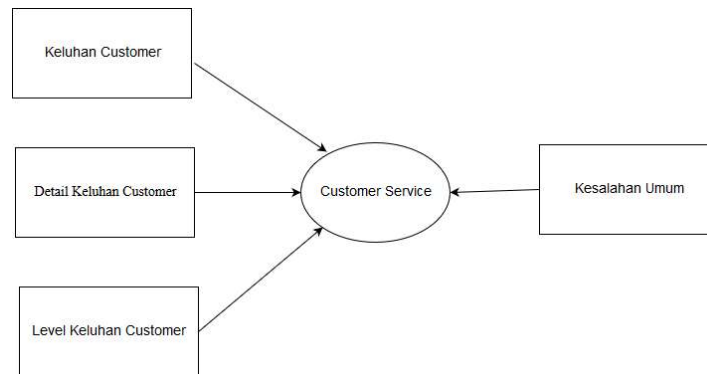 Keluhan Customer
Detail Keluhan Customer
Customer Service
Kesalahan Umum
Level Keluhan Customer